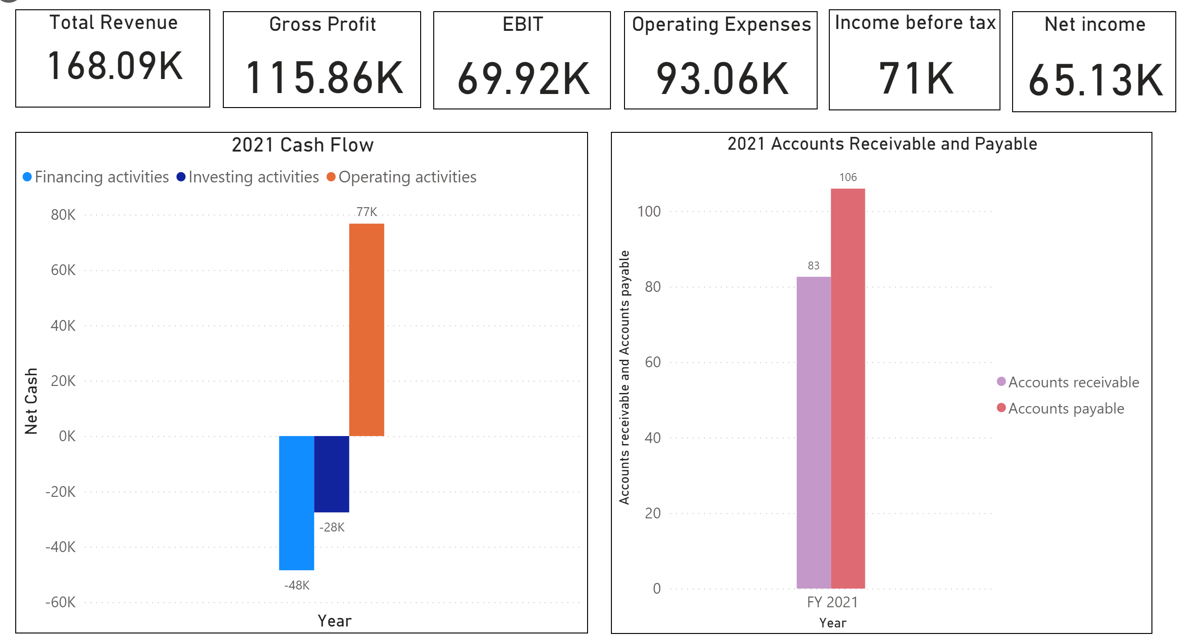 Total Revenue
168.09K
Gross Profit
115.86K
EBIT
69.92K
Operating Expenses
93.06K
Income before tax
71K
Net income
65.13K
2021 Cash Flow
Financing activities Investing activities Operating activities
Net Cash
80K
60K
40K
20K
0K
-20K
-40K
-60K
77K
-28K
-48K
Year
2021 Accounts Receivable and Payable
Accounts receivable and Accounts payable
100
80
60
40
20
0
83
106
FY 2021
Year
Accounts receivable
Accounts payable